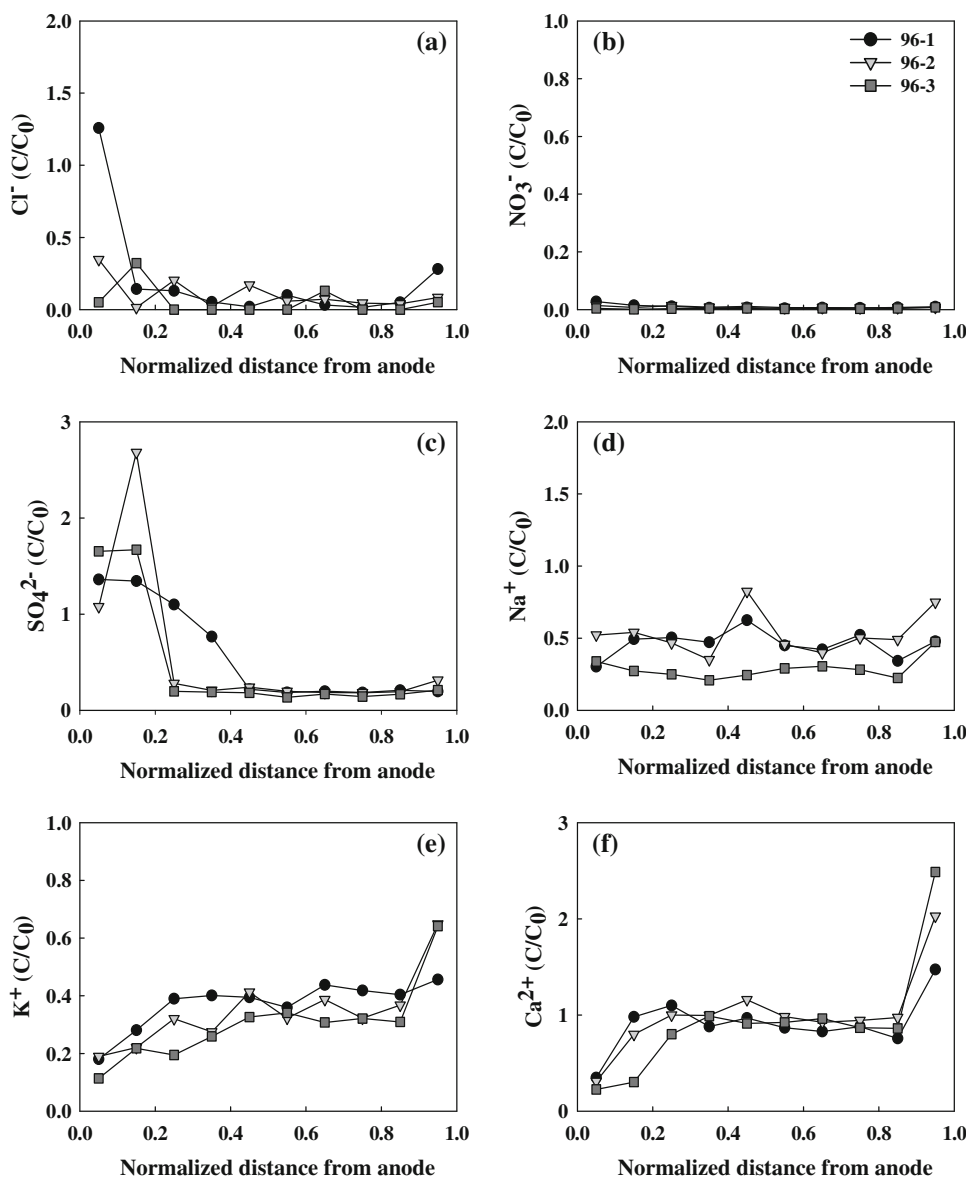 (a)
Cl⁻ (C/C0)
2.0
1.5
1.0
0.5
0.0
0.0 0.2 0.4 0.6 0.8 1.0
Normalized distance from anode
(b)
96-1
96-2
96-3
NO3⁻ (C/C0)
1.0
0.8
0.6
0.4
0.2
0.0
0.0 0.2 0.4 0.6 0.8 1.0
Normalized distance from anode
(c)
SO4²⁻ (C/C0)
3
2
1
0
0.0 0.2 0.4 0.6 0.8 1.0
Normalized distance from anode
(d)
Na⁺ (C/C0)
2.0
1.5
1.0
0.5
0.0
0.0 0.2 0.4 0.6 0.8 1.0
Normalized distance from anode
(e)
K⁺ (C/C0)
1.0
0.8
0.6
0.4
0.2
0.0
0.0 0.2 0.4 0.6 0.8 1.0
Normalized distance from anode
(f)
Ca²⁺ (C/C0)
3
2
1
0
0.0 0.2 0.4 0.6 0.8 1.0
Normalized distance from anode